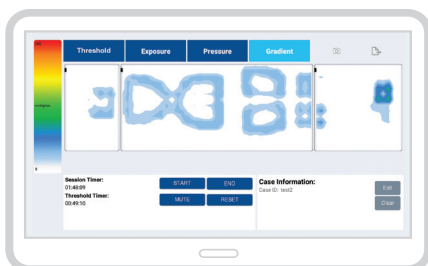 Threshold Exposure Pressure Gradient
Session Timer:
01:48:09
Threshold Timer:
00:49:10
START END
MUTE RESET
Case Information:
Case ID: test2
Exit
Clear